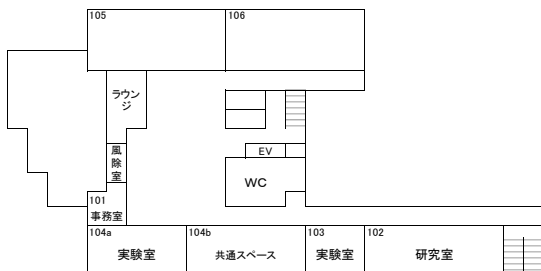 105
106
ラウン
ジ
風
除
室
EV
WC
101
事務室
104a
104b
103
102
実験室
共通スペース
実験室
研究室